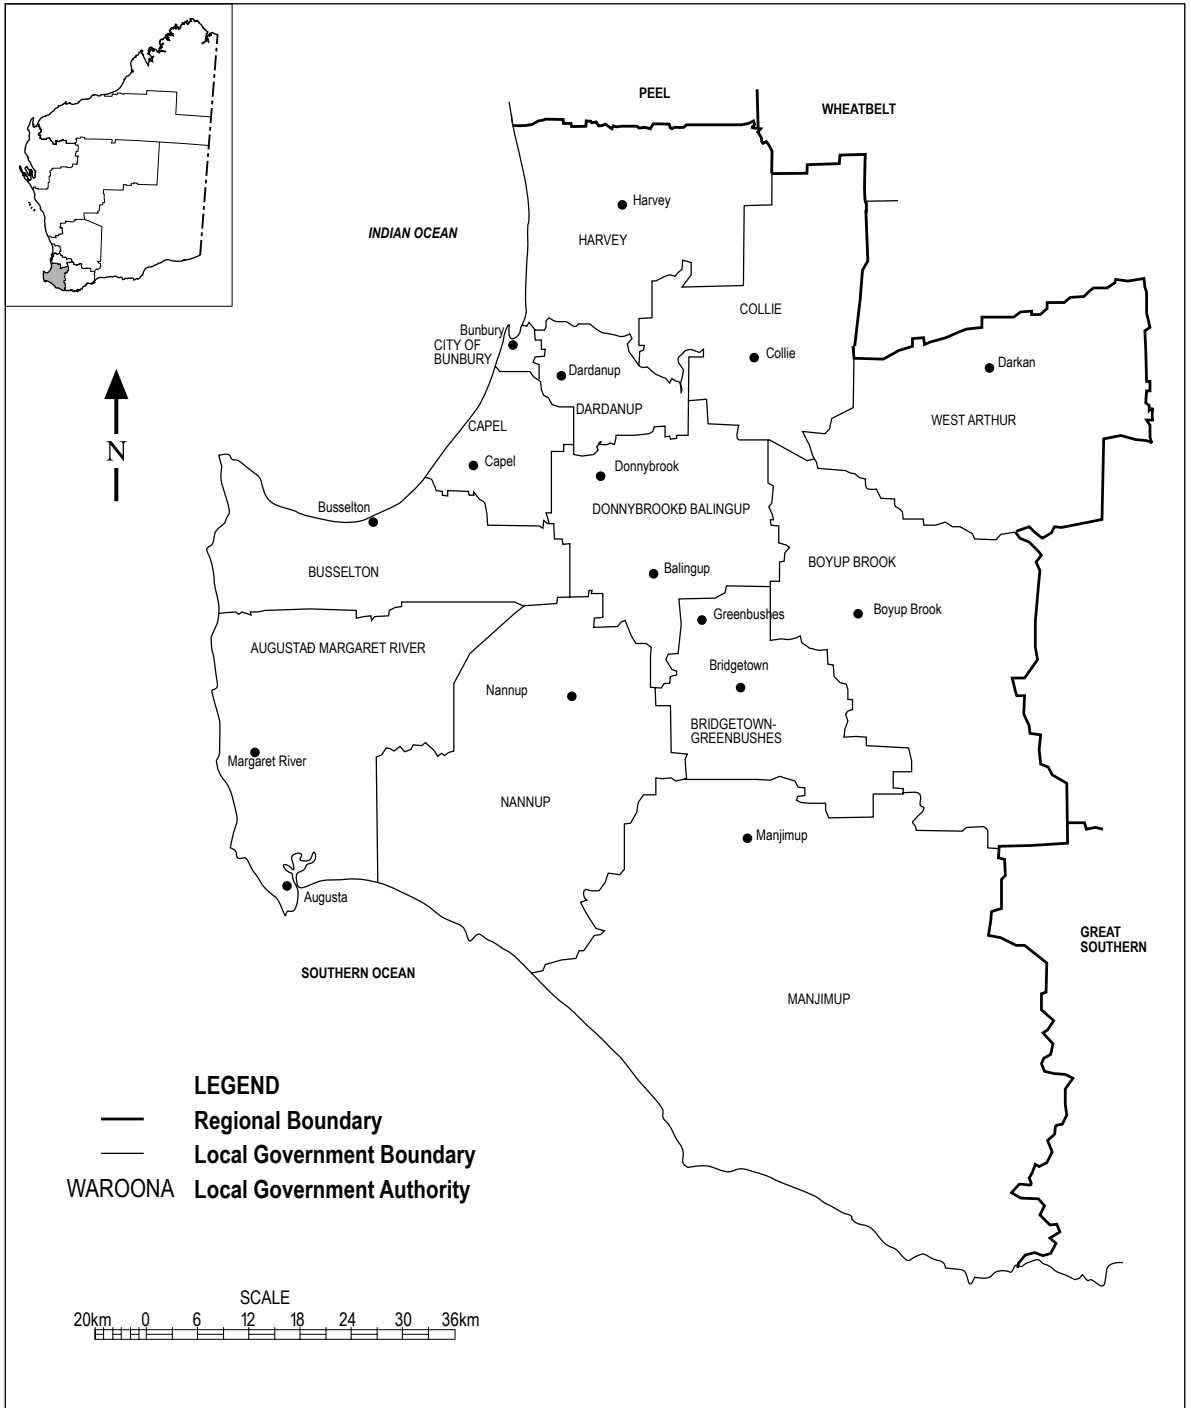 PEEL
WHEATBELT
Harvey
INDIAN OCEAN
HARVEY
COLLIE
Bunbury
CITY OF
BUNBURY
Collie
Darkan
Dardanup
DARDANUP
WEST ARTHUR
CAPEL
N
Capel
Donnybrook
Busselton
DONNYBROOKÐ BALINGUP
BOYUP BROOK
BUSSELTON
Balingup
Greenbushes
Boyup Brook
AUGUSTAÐ MARGARET RIVER
Bridgetown
Nannup
BRIDGETOWN-
GREENBUSHES
Margaret River
NANNUP
Manjimup
Augusta
GREAT
SOUTHERN
SOUTHERN OCEAN
MANJIMUP
LEGEND
Regional Boundary
Local Government Boundary
WAROONA Local Government Authority
SCALE
20km 0 6 12 18 24 30 36km